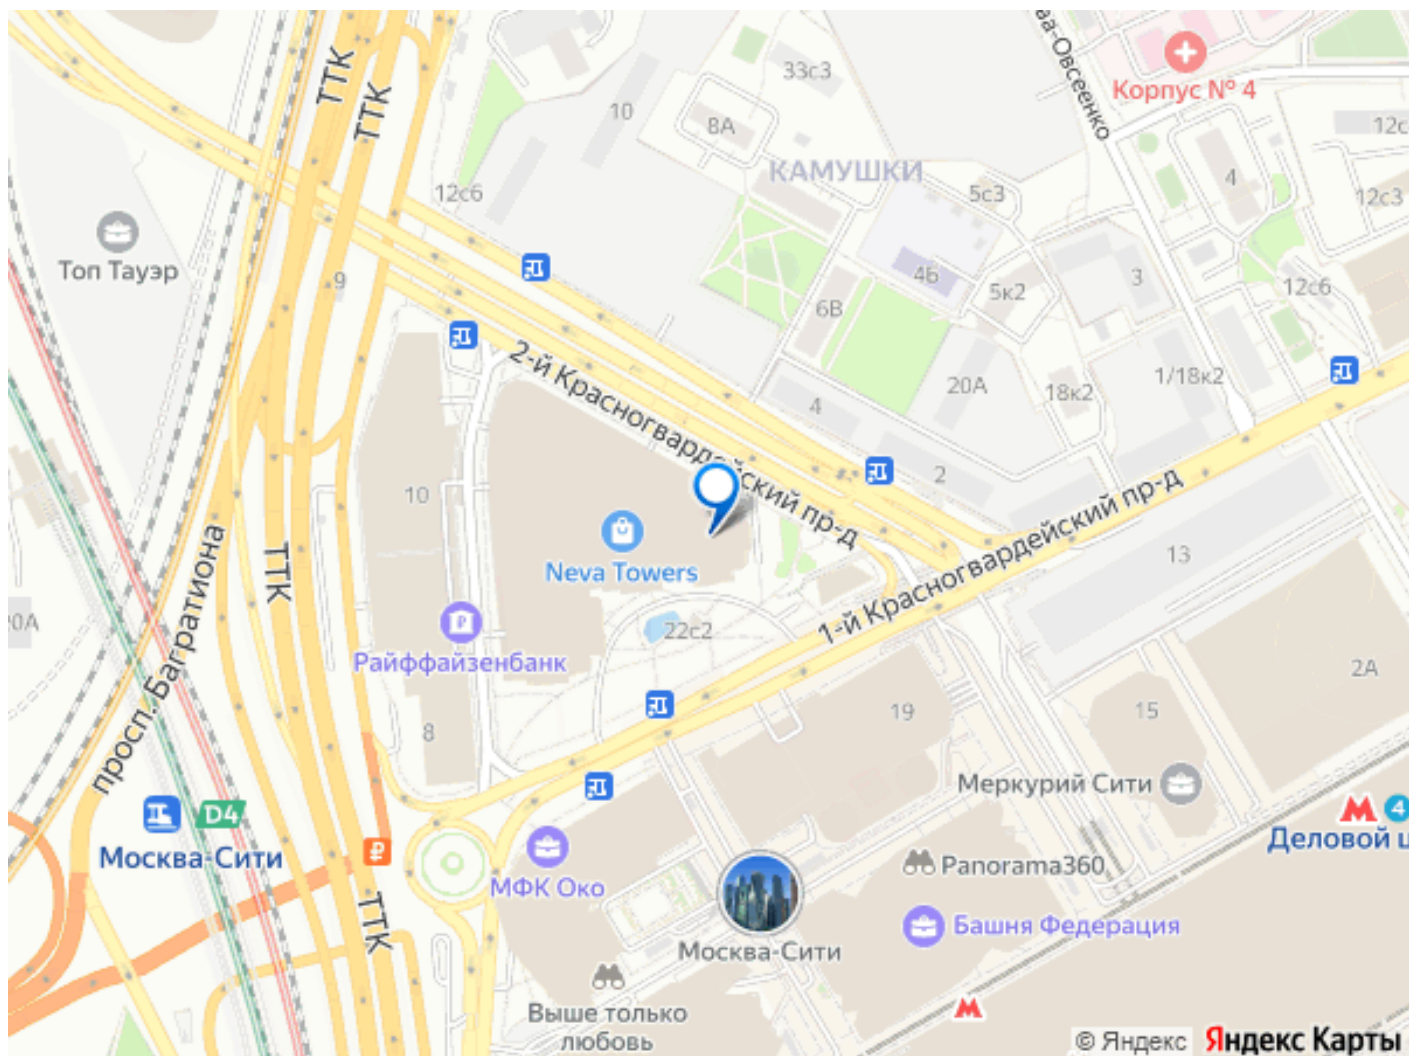 ТТК
ТТК
33с3
10
8А
Корпус № 4
12с
КАМУШКИ
4
12с3
12с6
5с3
Топ Тауэр
9
4Б
5к2
3
12с6
6В
2-й Красногвардейский пр-д
4
20А
18к2
1/18к2
10
2
1-й Красногвардейский пр-д
13
ТТК
просп. Багратиона
Neva Towers
22с2
Райффайзенбанк
8
19
15
2А
Меркурий Сити
D4
Москва-Сити
₽
МФК Око
4
Деловой ц
Panorama360
ТТК
Башня Федерация
Москва-Сити
Выше только
любовь
© Яндекс Яндекс Карты